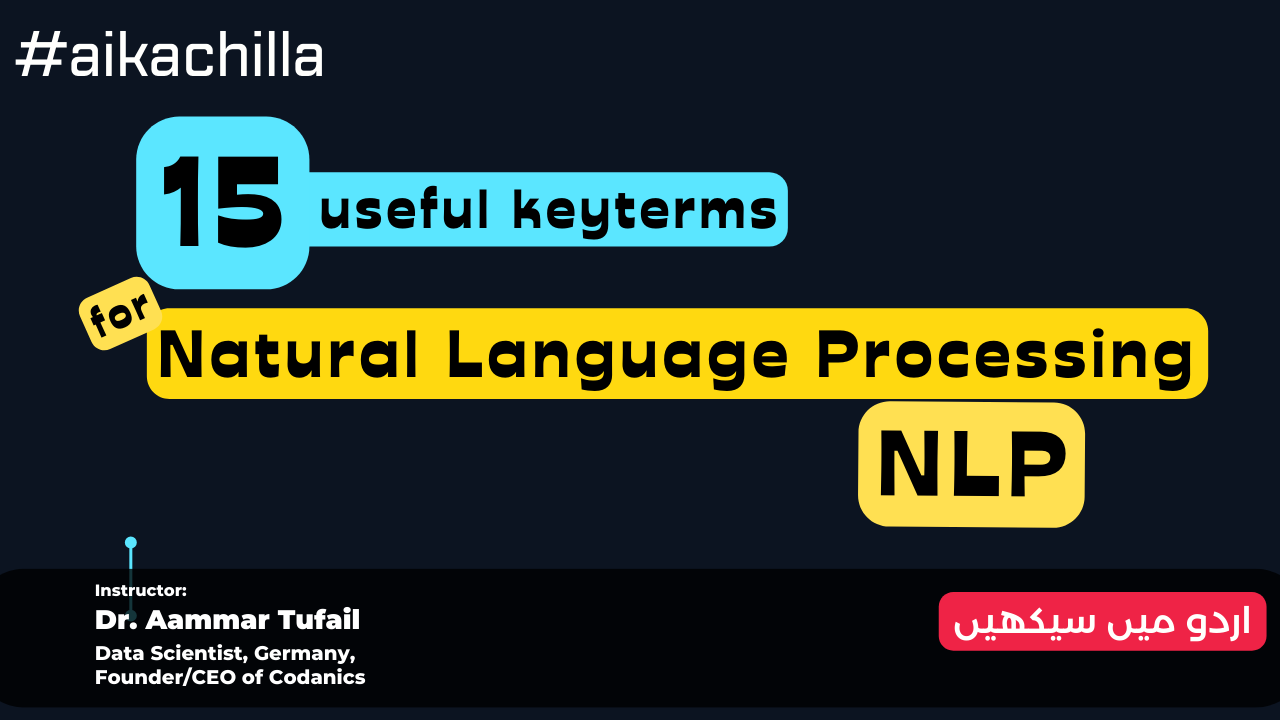 #aikachilla
15 useful keyterms
for
Natural Language Processing
NLP
Instructor:
Dr. Aammar Tufail
Data Scientist, Germany,
Founder/CEO of Codanics
اردو میں سیکھیں